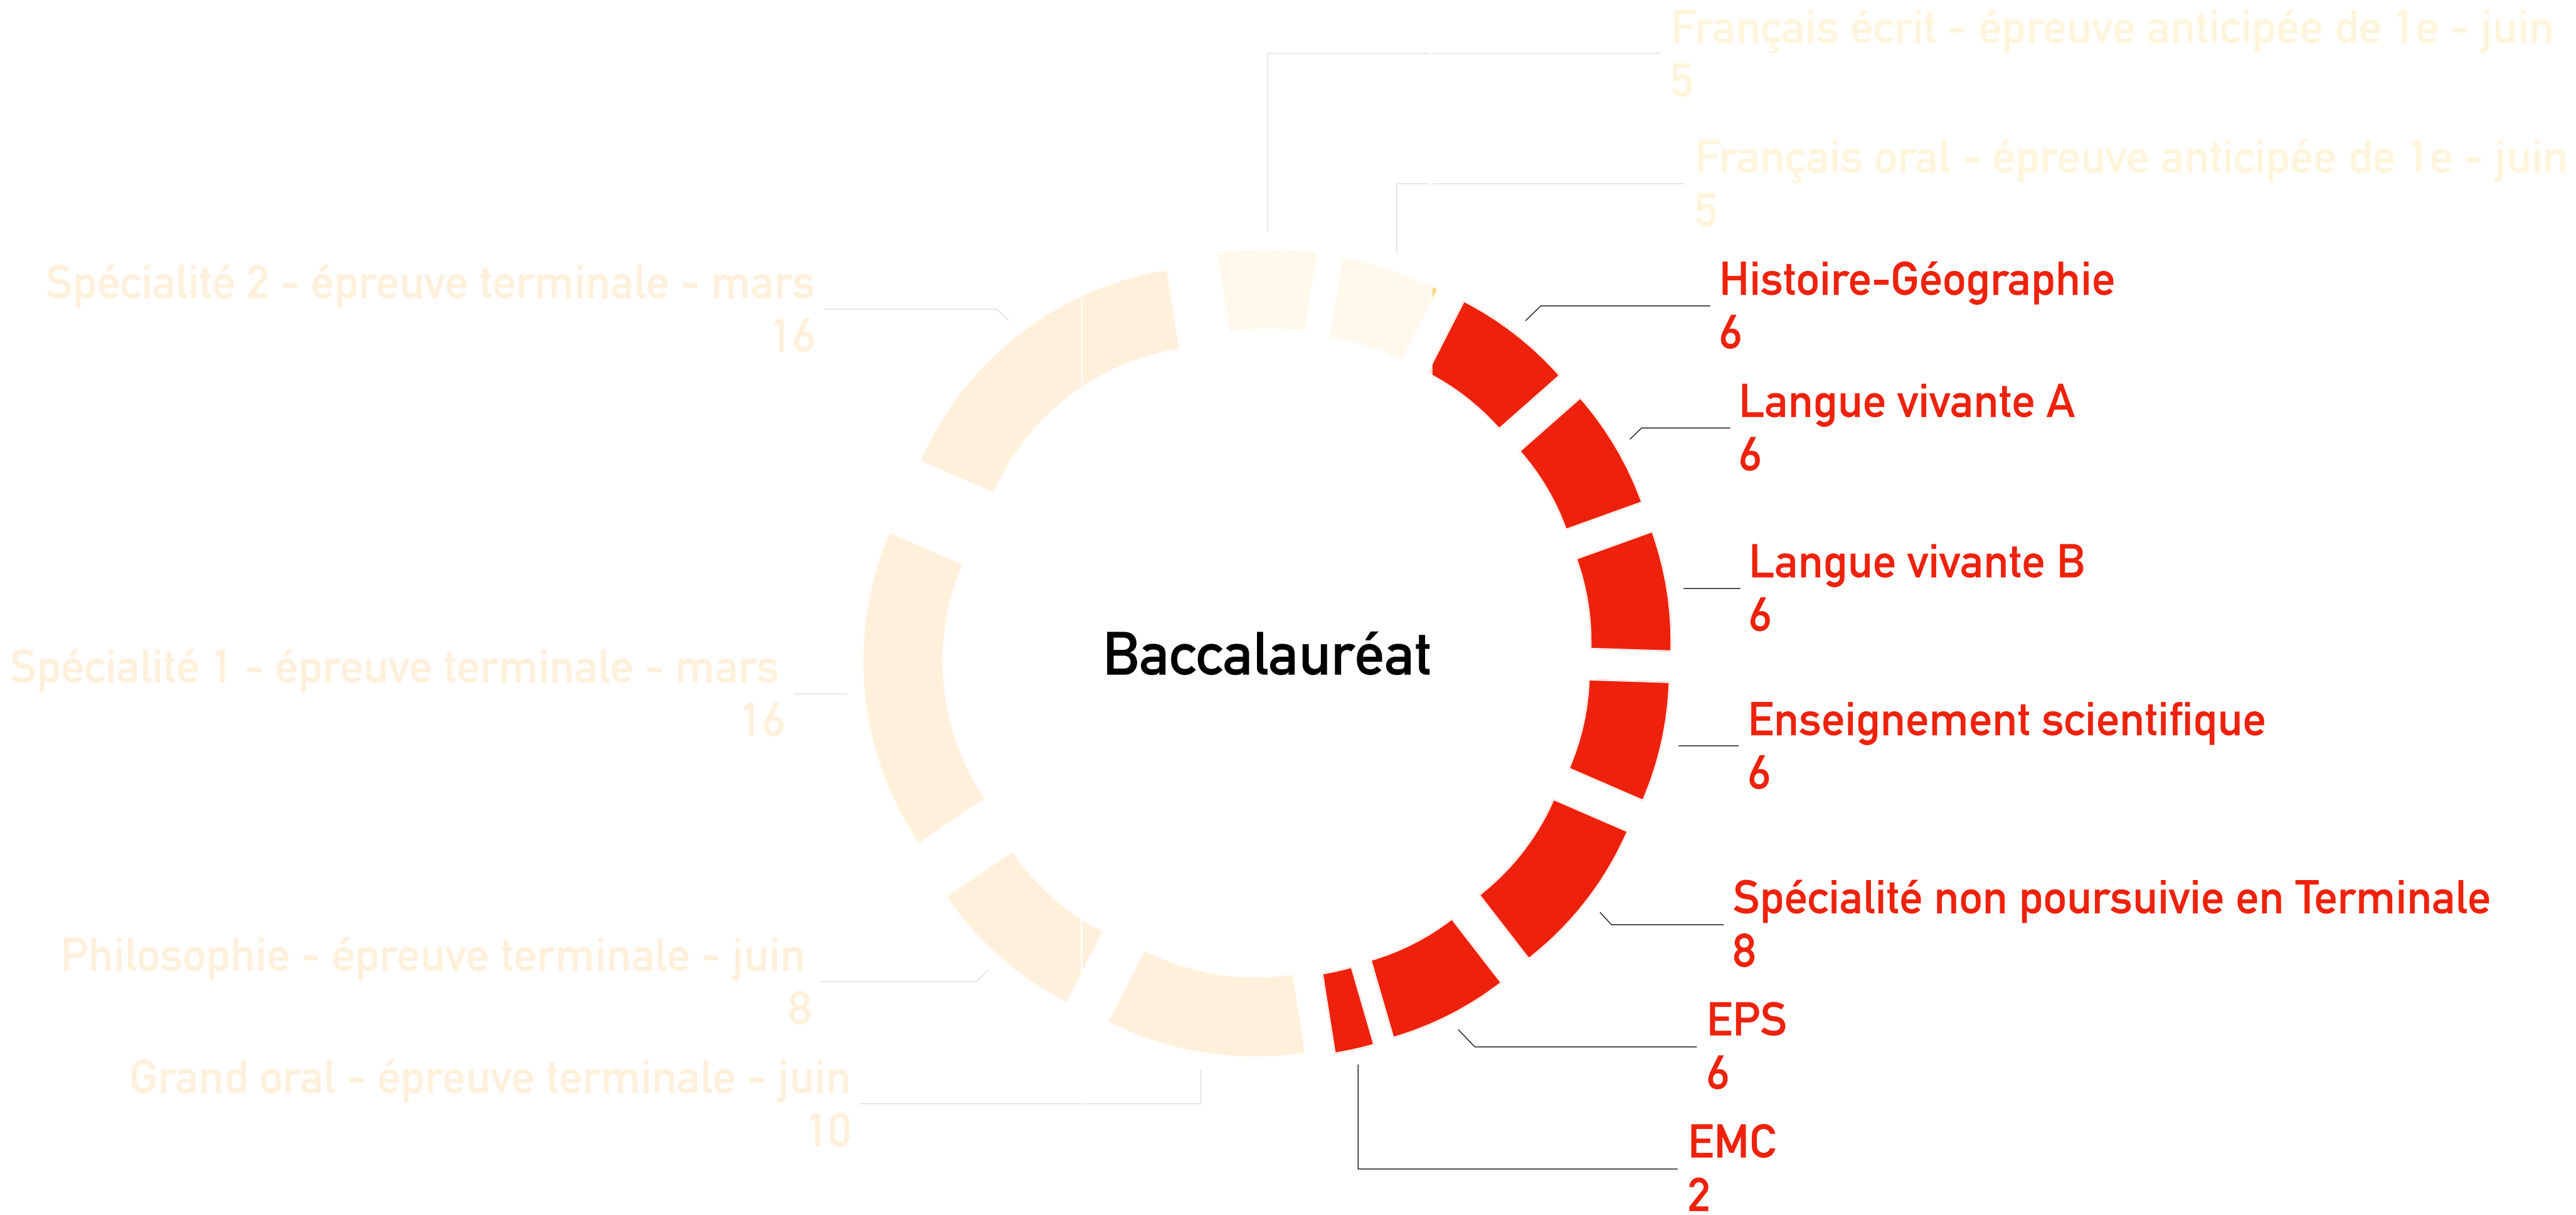 Français écrit - épreuve anticipée de 1e - juin
5
Français oral - épreuve anticipée de 1e - juin
5
Histoire-Géographie
6
Langue vivante A
6
Langue vivante B
6
Enseignement scientifique
6
Spécialité non poursuivie en Terminale
8
EPS
6
EMC
2
Grand oral - épreuve terminale - juin
10
Philosophie - épreuve terminale - juin
8
Spécialité 1 - épreuve terminale - mars
16
Spécialité 2 - épreuve terminale - mars
16
Baccalauréat